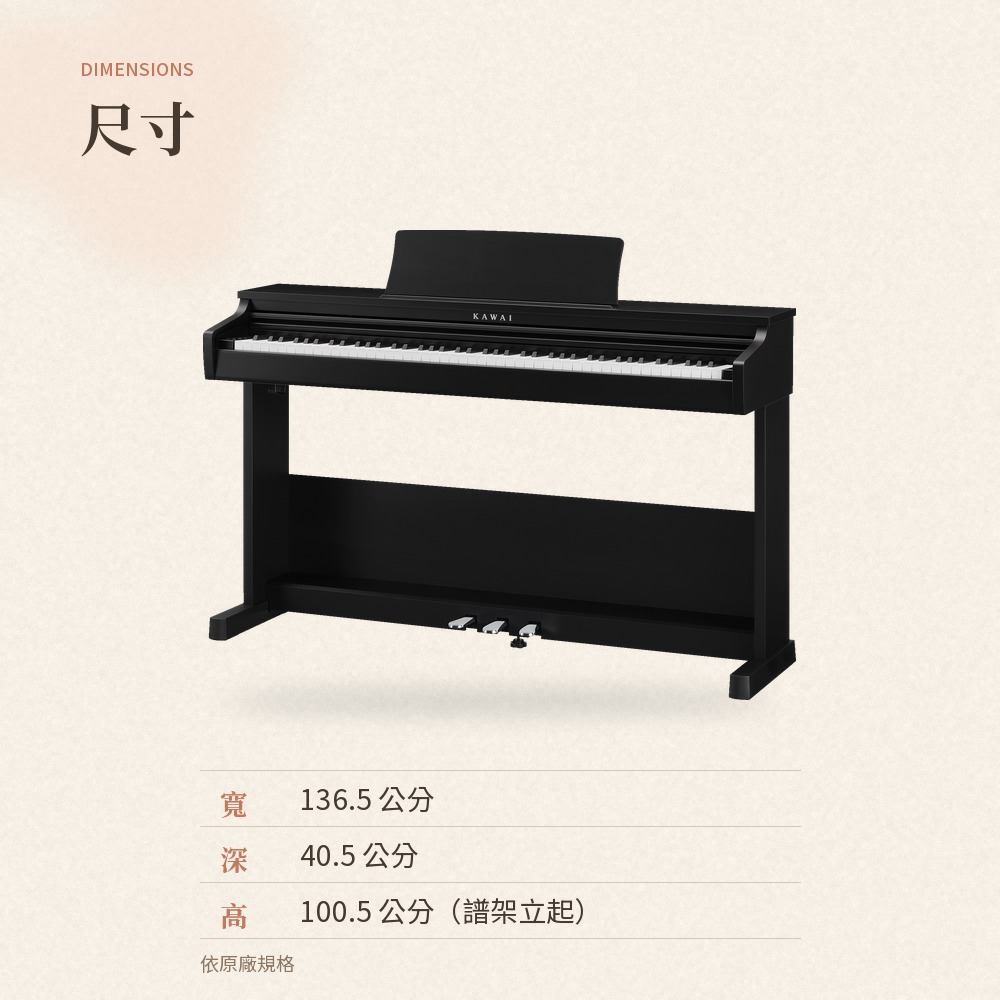 DIMENSIONS
尺寸
KAWAI
寬 136.5 公分
深 40.5 公分
高 100.5 公分（譜架立起）
依原廠規格